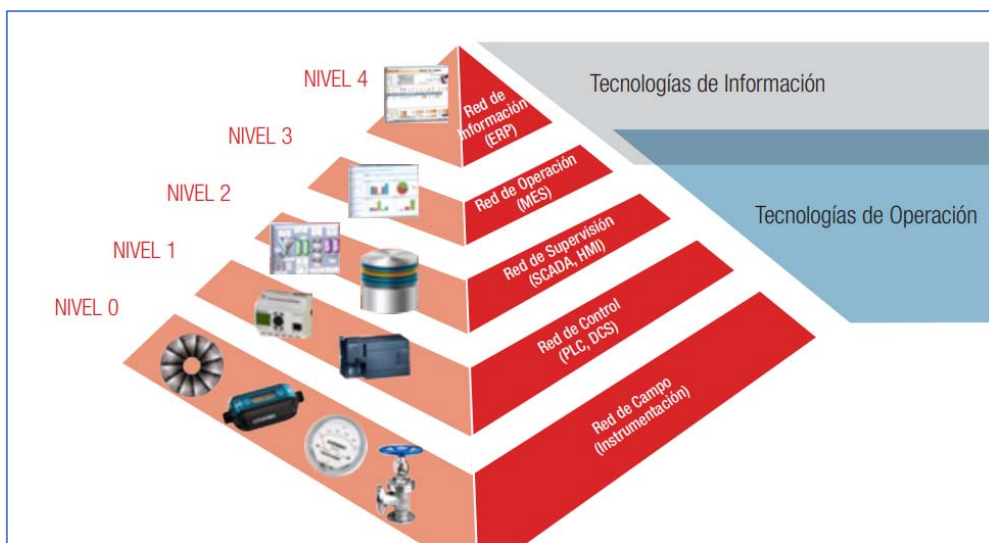 NIVEL 4
Red de
Información
(ERP)
Tecnologías de Información
NIVEL 3
Red de Operación
(MES)
Tecnologías de Operación
NIVEL 2
Red de Supervisión
(SCADA, HMI)
NIVEL 1
Red de Control
(PLC, DCS)
NIVEL 0
Red de Campo
(Instrumentación)